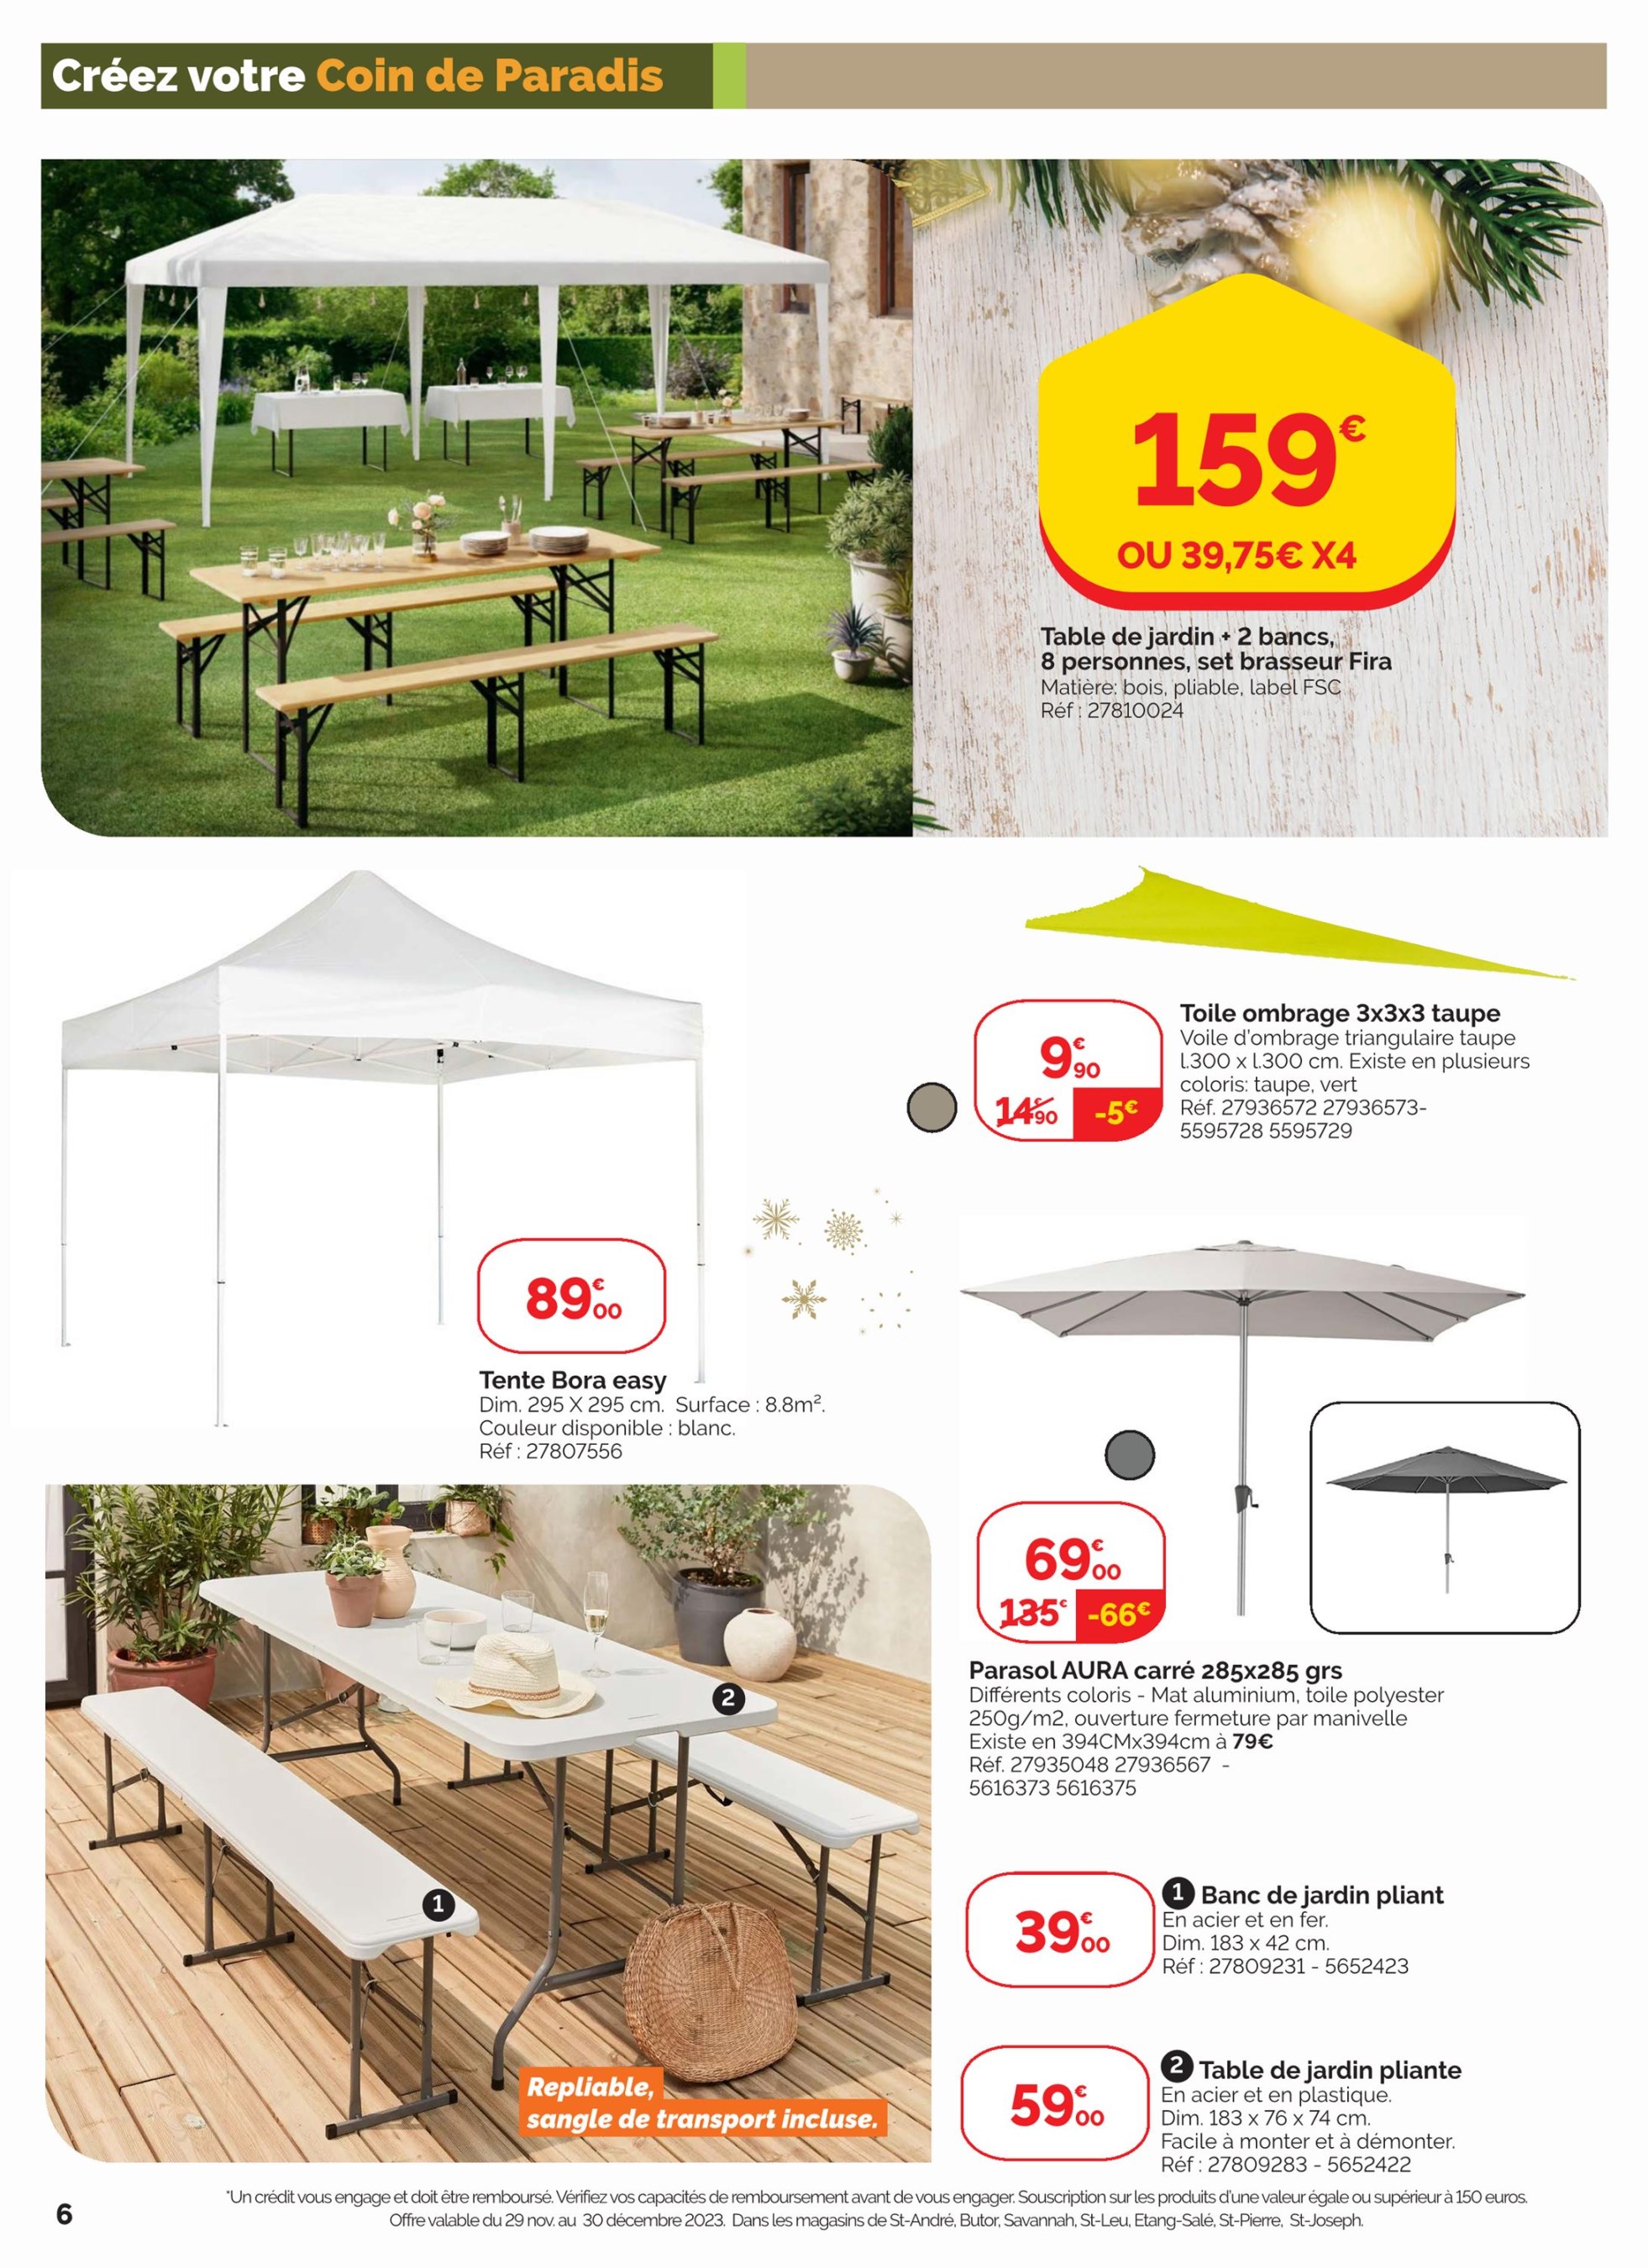 Créez votre Coin de Paradis
159€
OU 39,75€ X4
Table de jardin + 2 bancs,
8 personnes, set brasseur Fira
Matière: bois, pliable, label FSC
Réf : 27810024
9€90
14€90 -5€
Toile ombrage 3x3x3 taupe
Voile d'ombrage triangulaire taupe
L300 x L300 cm. Existe en plusieurs
coloris: taupe, vert
Réf. 27936572 27936573-
5595728 5595729
89€00
Tente Bora easy
Dim. 295 X 295 cm. Surface : 8.8m².
Couleur disponible : blanc.
Réf : 27807556
69€00
135€ -66€
Parasol AURA carré 285x285 grs
Différents coloris - Mat aluminium, toile polyester
250g/m2, ouverture fermeture par manivelle
Existe en 394CMx394cm à 79€
Réf. 27935048 27936567 -
5616373 5616375
2
1
Repliable,
sangle de transport incluse.
39€00
1 Banc de jardin pliant
En acier et en fer.
Dim. 183 x 42 cm.
Réf : 27809231 - 5652423
59€00
2 Table de jardin pliante
En acier et en plastique.
Dim. 183 x 76 x 74 cm.
Facile à monter et à démonter.
Réf : 27809283 - 5652422
*Un crédit vous engage et doit être remboursé. Vérifiez vos capacités de remboursement avant de vous engager. Souscription sur les produits d'une valeur égale ou supérieur à 150 euros.
Offre valable du 29 nov. au 30 décembre 2023. Dans les magasins de St-André, Butor, Savannah, St-Leu, Etang-Salé, St-Pierre, St-Joseph.
6